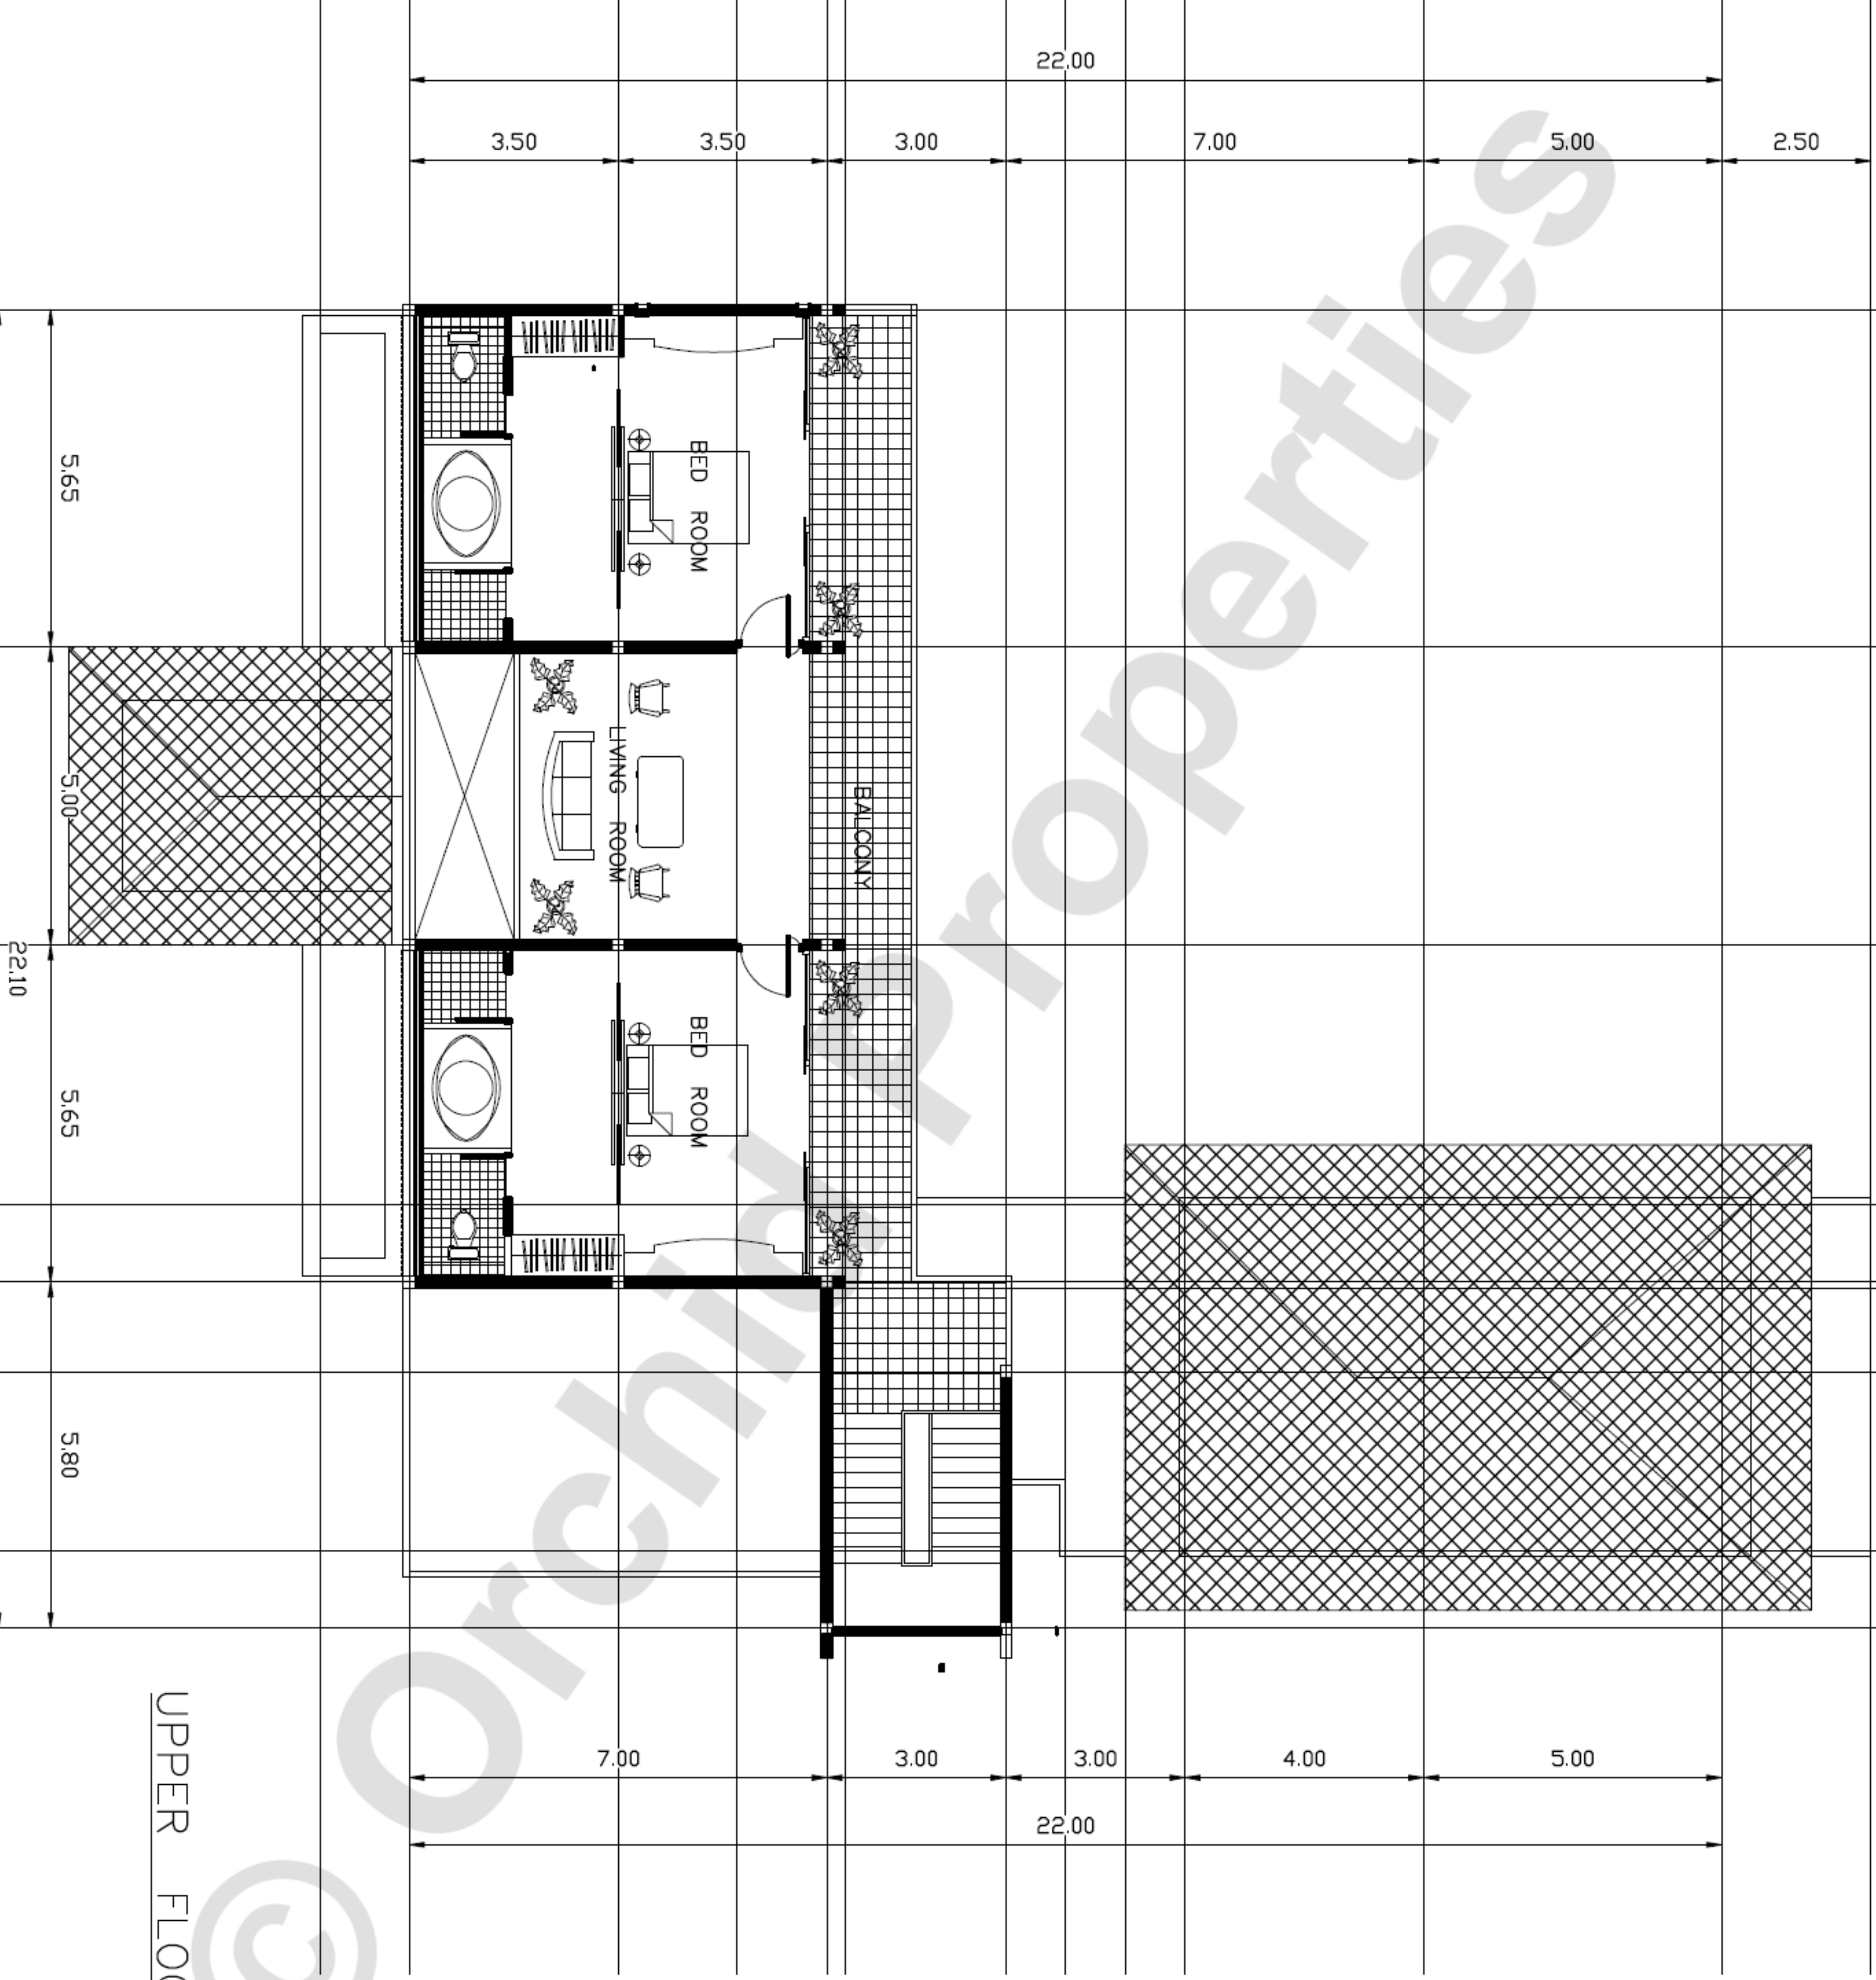 22.00
3.50 3.50 3.00 7.00 5.00 2.50
5.65
5.00
22.10
5.65
5.80
BED ROOM
LIVING ROOM
BALCONY
BED ROOM
7.00 3.00 3.00 4.00 5.00
22.00
UPPER
© Orchid Properties